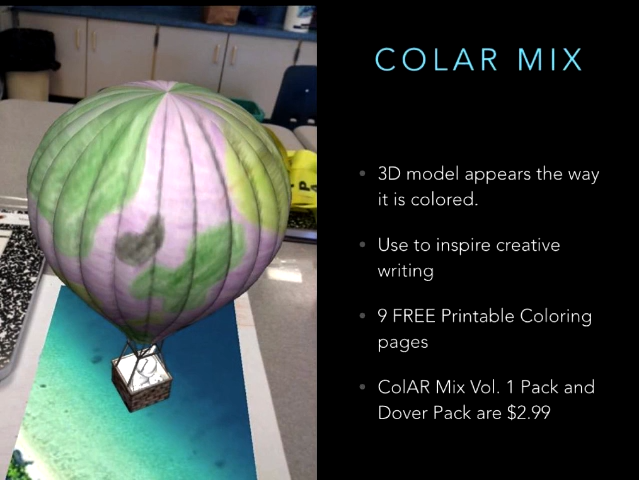 COLAR MIX
3D model appears the way
it is colored.
Use to inspire creative
writing
9 FREE Printable Coloring
pages
ColAR Mix Vol. 1 Pack and
Dover Pack are $2.99